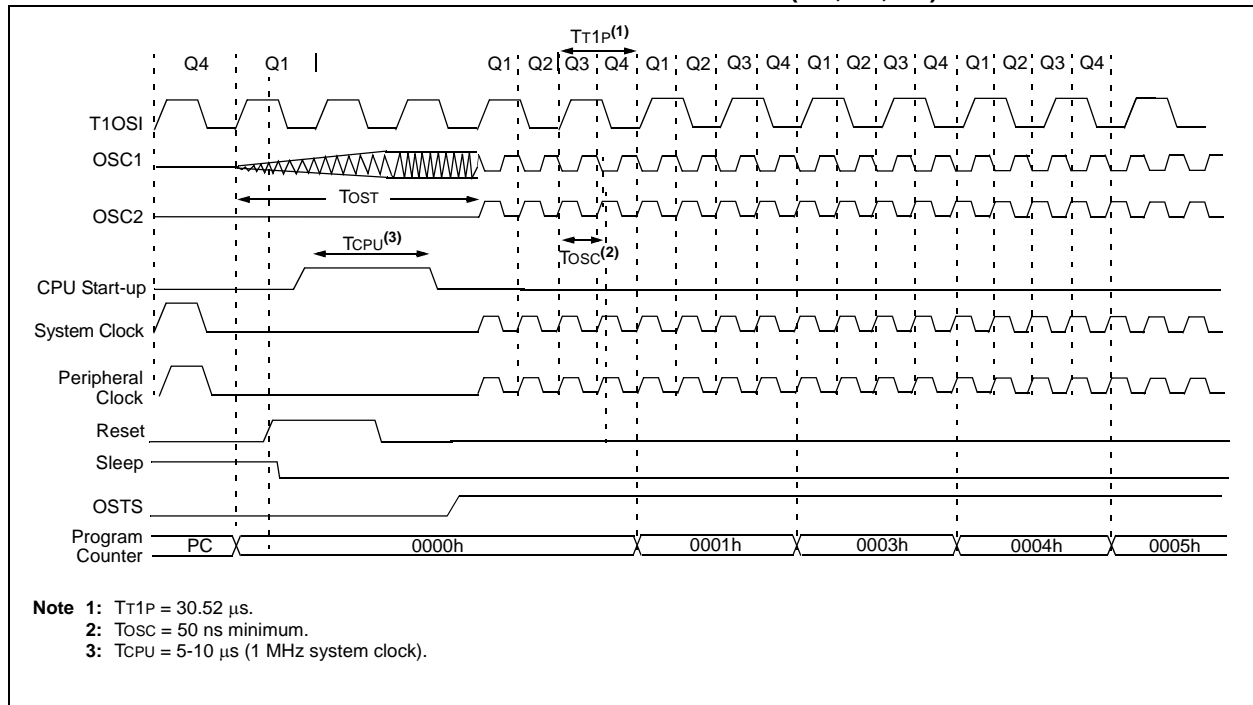 TT1P(1)
Q4 Q1 Q1 Q2 Q3 Q4 Q1 Q2 Q3 Q4 Q1 Q2 Q3 Q4 Q1 Q2 Q3 Q4
T1OSI
OSC1
TOST
OSC2
TCPU(3)
TOSC(2)
CPU Start-up
System Clock
Peripheral
Clock
Reset
Sleep
OSTS
Program
Counter
PC 0000h 0001h 0003h 0004h 0005h
Note 1: TT1P = 30.52 μs.
2: TOSC = 50 ns minimum.
3: TCPU = 5-10 μs (1 MHz system clock).